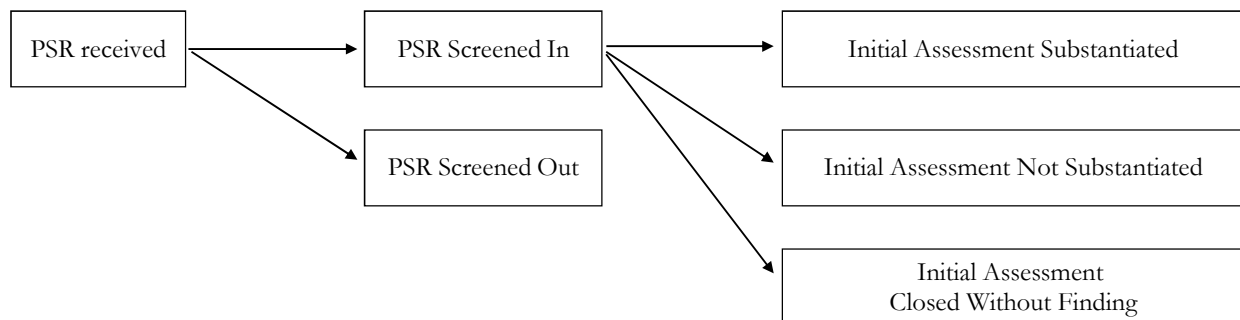 PSR received
PSR Screened In
Initial Assessment Substantiated
PSR Screened Out
Initial Assessment Not Substantiated
Initial Assessment
Closed Without Finding